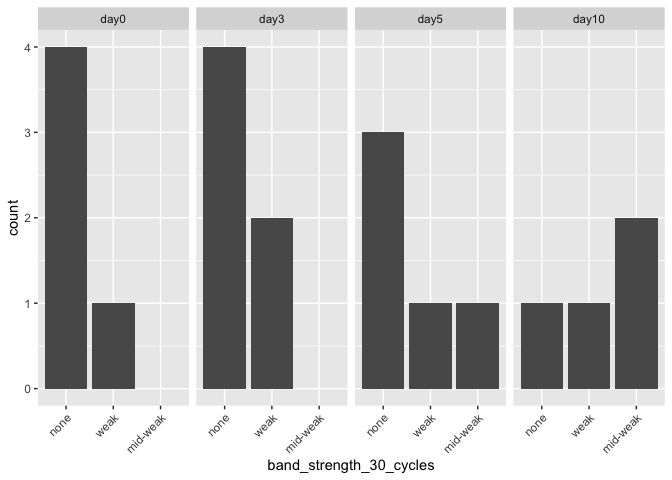 day0 day3 day5 day10
4
3
2
1
0
count
none weak mid-weak none weak mid-weak none weak mid-weak none weak mid-weak
band_strength_30_cycles